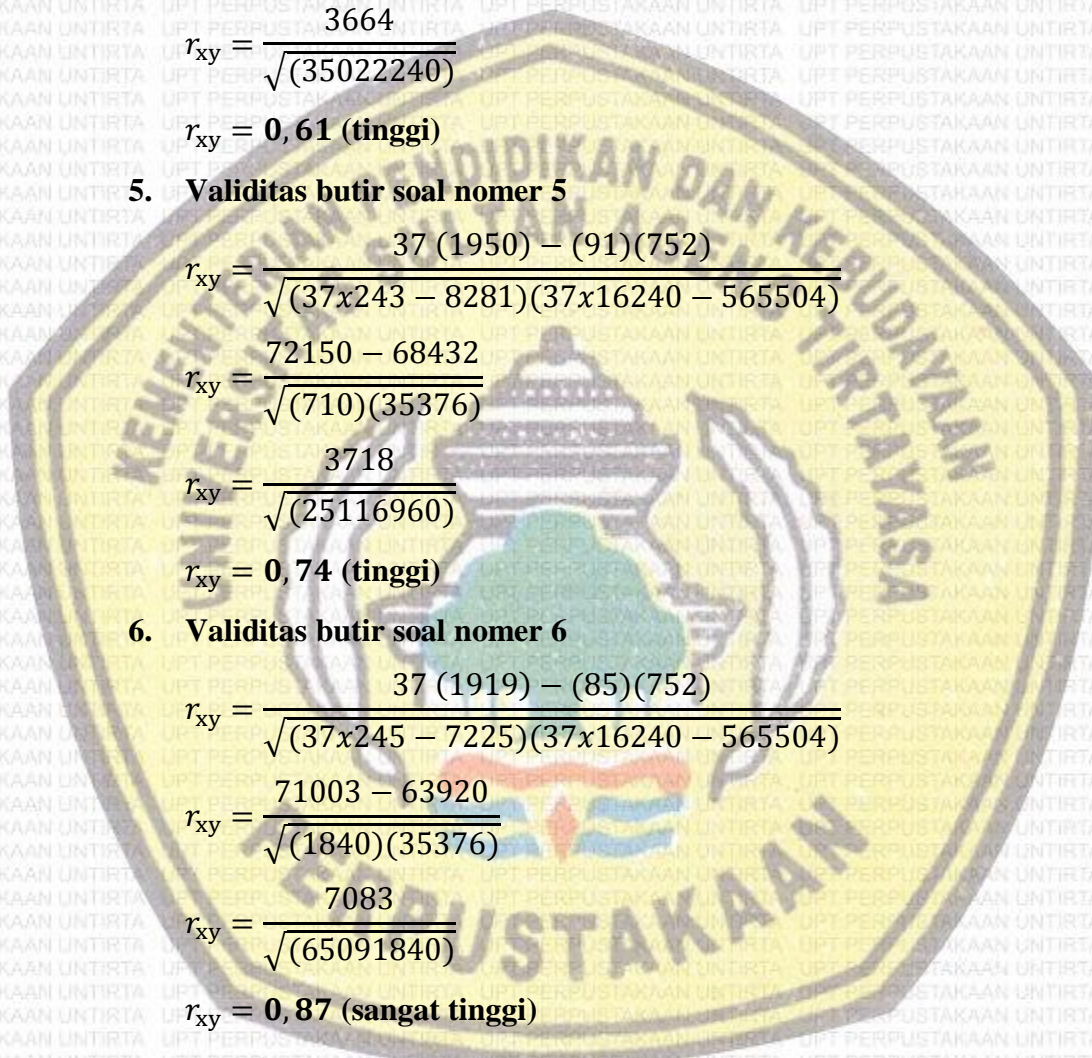 r_xy = 3664 / √(35022240)
r_xy = 0,61 (tinggi)
5. Validitas butir soal nomer 5
r_xy = 37 (1950) − (91)(752) / √(37x243 − 8281)(37x16240 − 565504)
r_xy = 72150 − 68432 / √(710)(35376)
r_xy = 3718 / √(25116960)
r_xy = 0,74 (tinggi)
6. Validitas butir soal nomer 6
r_xy = 37 (1919) − (85)(752) / √(37x245 − 7225)(37x16240 − 565504)
r_xy = 71003 − 63920 / √(1840)(35376)
r_xy = 7083 / √(65091840)
r_xy = 0,87 (sangat tinggi)